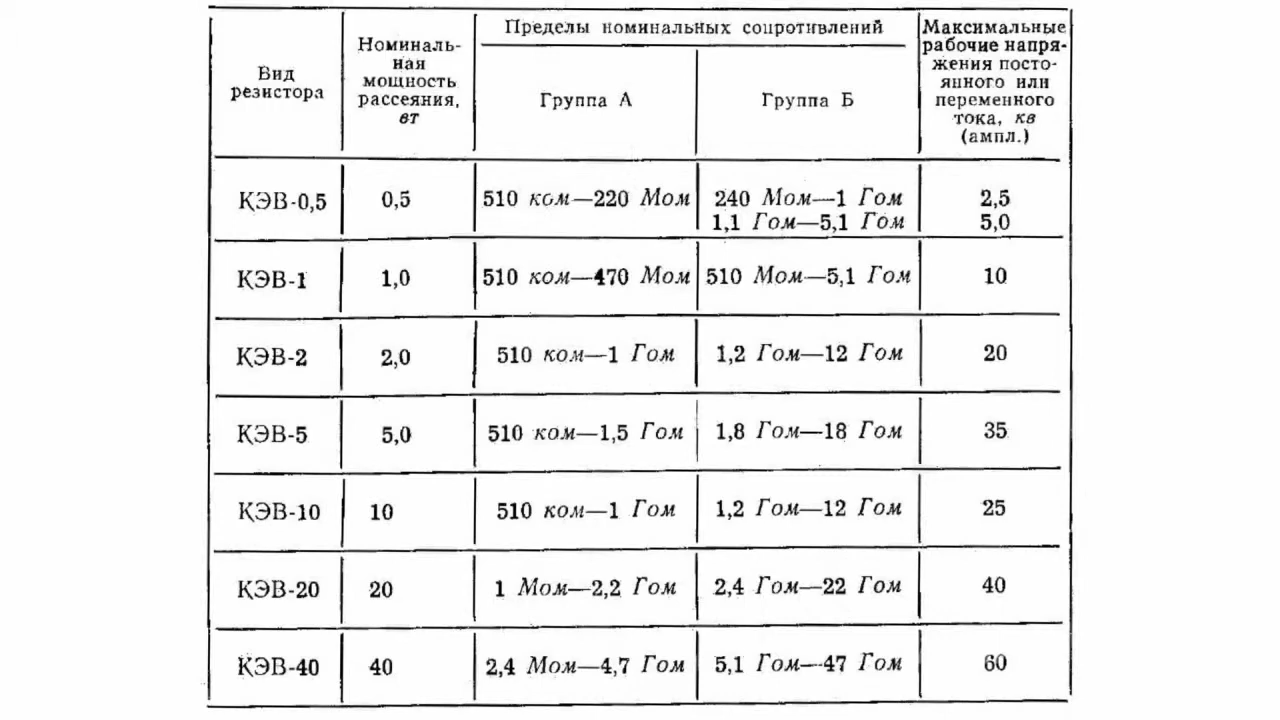 Вид
резистора
Номиналь-
ная
мощность
рассеяния,
вт
Пределы номинальных сопротивлений
Группа А
Группа Б
Максимальные
рабочие напря-
жения посто-
янного или
переменного
тока, кв
(ампл.)
КЭВ-0,5 0,5 510 ком—220 Мом 240 Мом—1 Гом 2,5
1,1 Гом—5,1 Гом 5,0
КЭВ-1 1,0 510 ком—470 Мом 510 Мом—5,1 Гом 10
КЭВ-2 2,0 510 ком—1 Гом 1,2 Гом—12 Гом 20
КЭВ-5 5,0 510 ком—1,5 Гом 1,8 Гом—18 Гом 35
КЭВ-10 10 510 ком—1 Гом 1,2 Гом—12 Гом 25
КЭВ-20 20 1 Мом—2,2 Гом 2,4 Гом—22 Гом 40
КЭВ-40 40 2,4 Мом—4,7 Гом 5,1 Гом—47 Гом 60